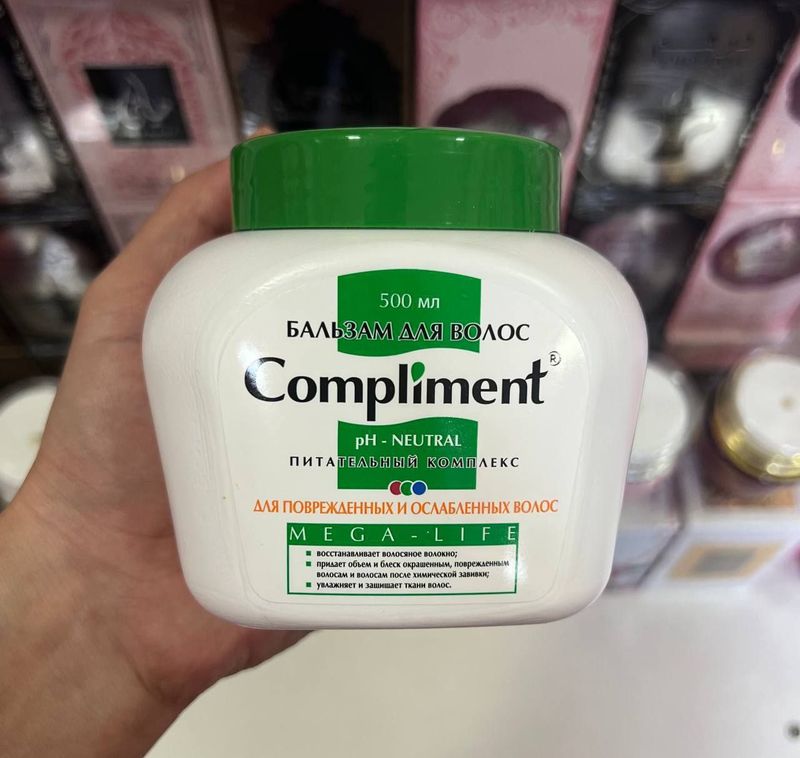 500 мл
БАЛЬЗАМ ДЛЯ ВОЛОС
Compliment®
pH - NEUTRAL
ПИТАТЕЛЬНЫЙ КОМПЛЕКС
ДЛЯ ПОВРЕЖДЕННЫХ И ОСЛАБЛЕННЫХ ВОЛОС
MEGA-LIFE
восстанавливает волосяное волокно;
придает объем и блеск окрашенным, поврежденным
волосам и волосам после химической завивки;
увлажняет и защищает ткани волос.